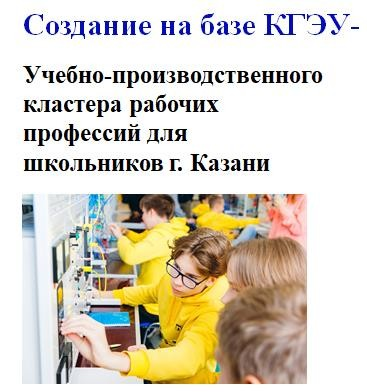 Создание на базе КГЭУ-
Учебно-производственного
кластера рабочих
профессий для
школьников г. Казани